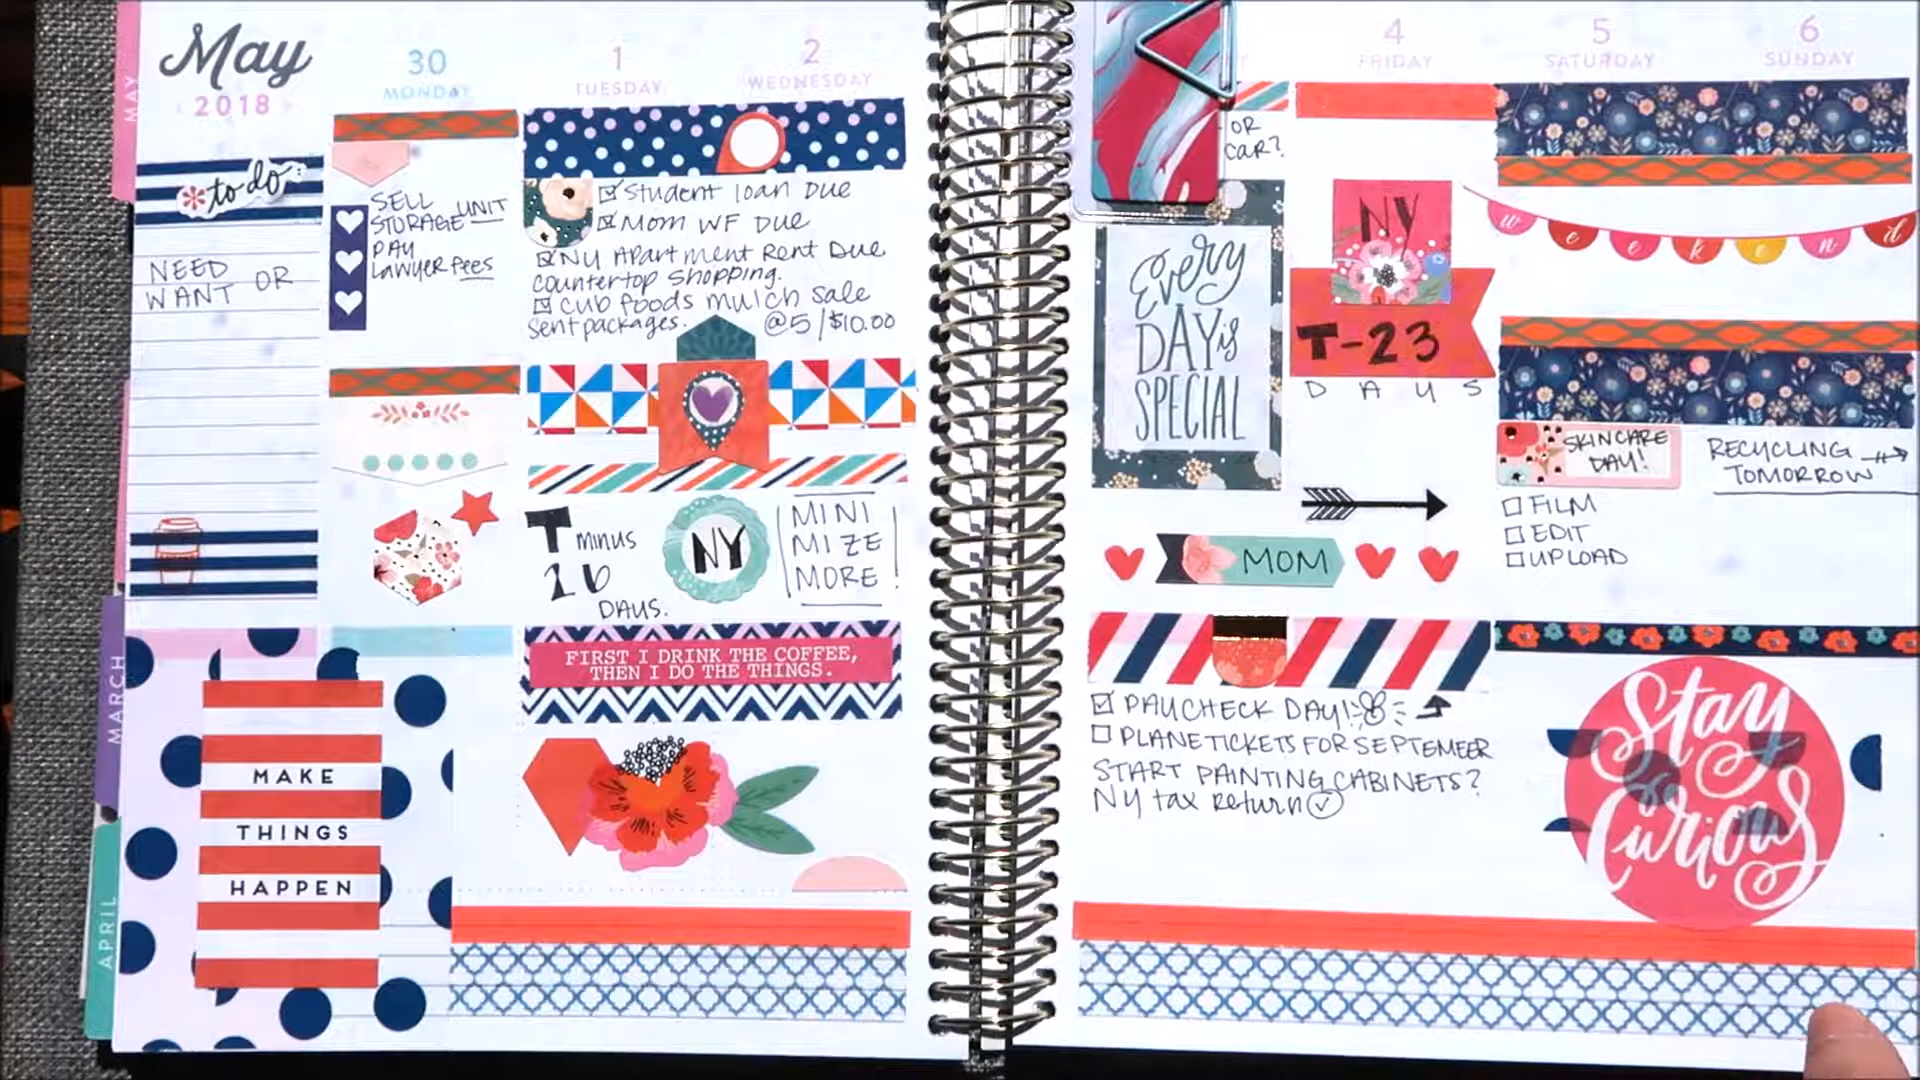 May
2018
MAY
30
MONDAY
1
TUESDAY
2
WEDNESDAY
to do
NEED OR
WANT
SELL
STORAGE UNIT
PAY
LAWYER fees
Student loan Due
Mom WF Due
NY Apartment Rent Due
countertop shopping.
cub foods mulch sale
sent packages. @5/$10.00
T MINUS
26
DAYS.
NY
MINI
MIZE
MORE!
MARCH
FIRST I DRINK THE COFFEE,
THEN I DO THE THINGS.
MAKE
THINGS
HAPPEN
APRIL
Y
4
FRIDAY
5
SATURDAY
6
SUNDAY
OR
CAR?
Every
DAY is
SPECIAL
NY
T-23
DAYS
weekend
SKINCARE
DAY!
RECYCLING
TOMORROW
FILM
EDIT
UPLOAD
MOM
PAYCHECK DAY!
PLANE TICKETS FOR SEPTEMEER
START PAINTING CABINETS?
NY tax return
Stay
Curious